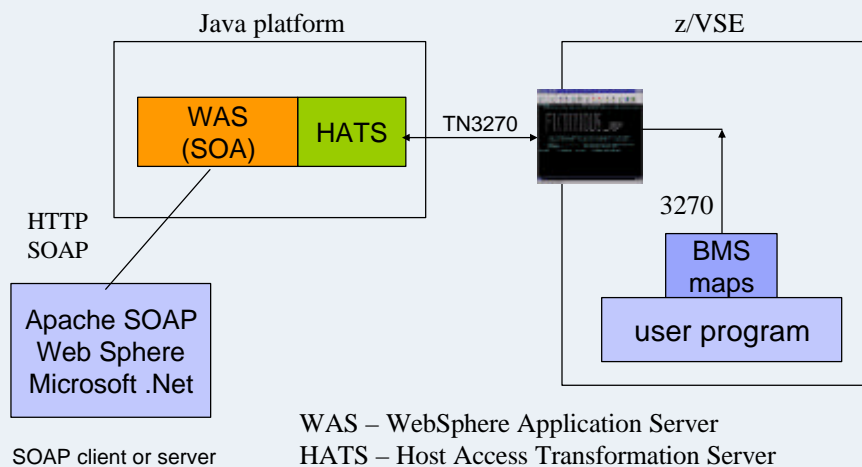 Java platform
z/VSE
WAS
(SOA)
HATS
TN3270
HTTP
SOAP
3270
BMS
maps
user program
Apache SOAP
Web Sphere
Microsoft .Net
WAS – WebSphere Application Server
SOAP client or server
HATS – Host Access Transformation Server